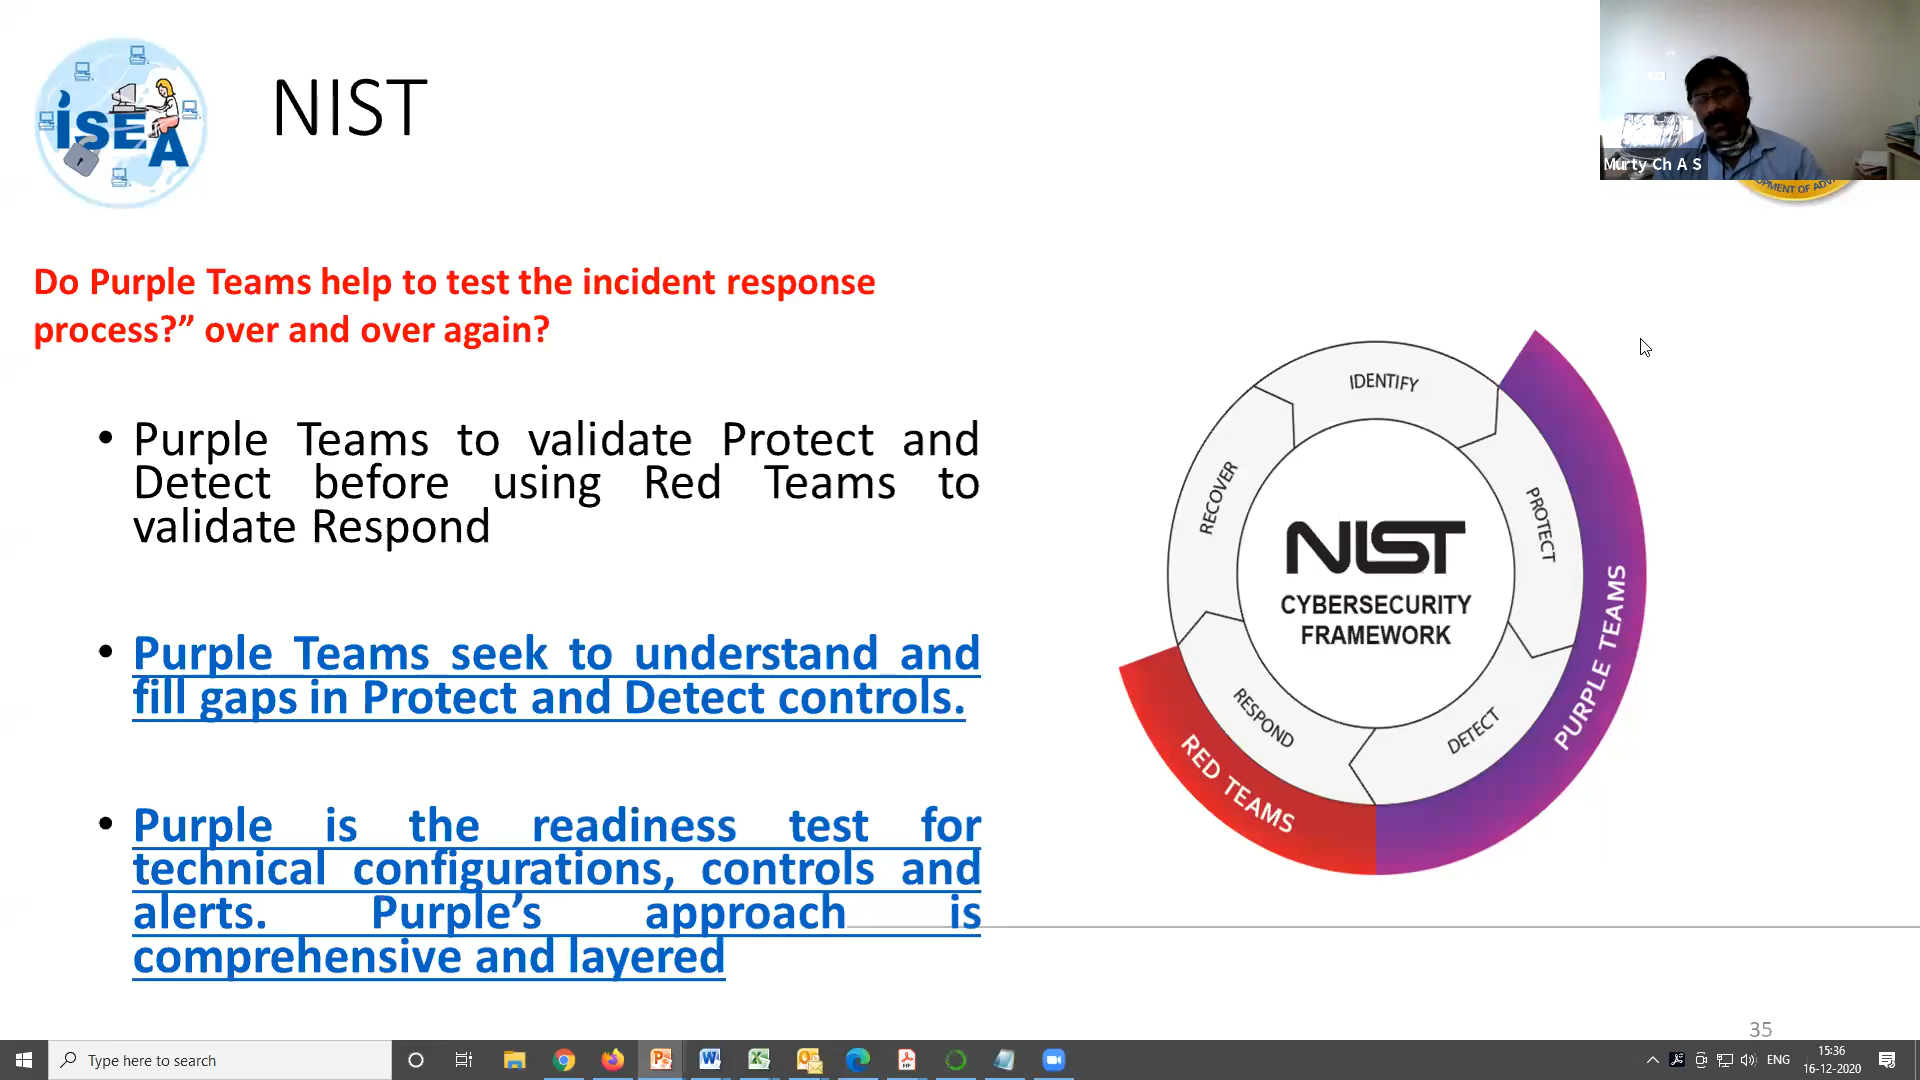 iSEA
NIST
Murty Ch A S
OPMENT OF ADV
Do Purple Teams help to test the incident response
process?” over and over again?
• Purple Teams to validate Protect and
Detect before using Red Teams to
validate Respond
• Purple Teams seek to understand and
fill gaps in Protect and Detect controls.
• Purple is the readiness test for
technical configurations, controls and
alerts. Purple’s approach is
comprehensive and layered
IDENTIFY
PROTECT
DETECT
RESPOND
RECOVER
NIST
CYBERSECURITY
FRAMEWORK
PURPLE TEAMS
RED TEAMS
35
Type here to search
ENG
15:36
16-12-2020